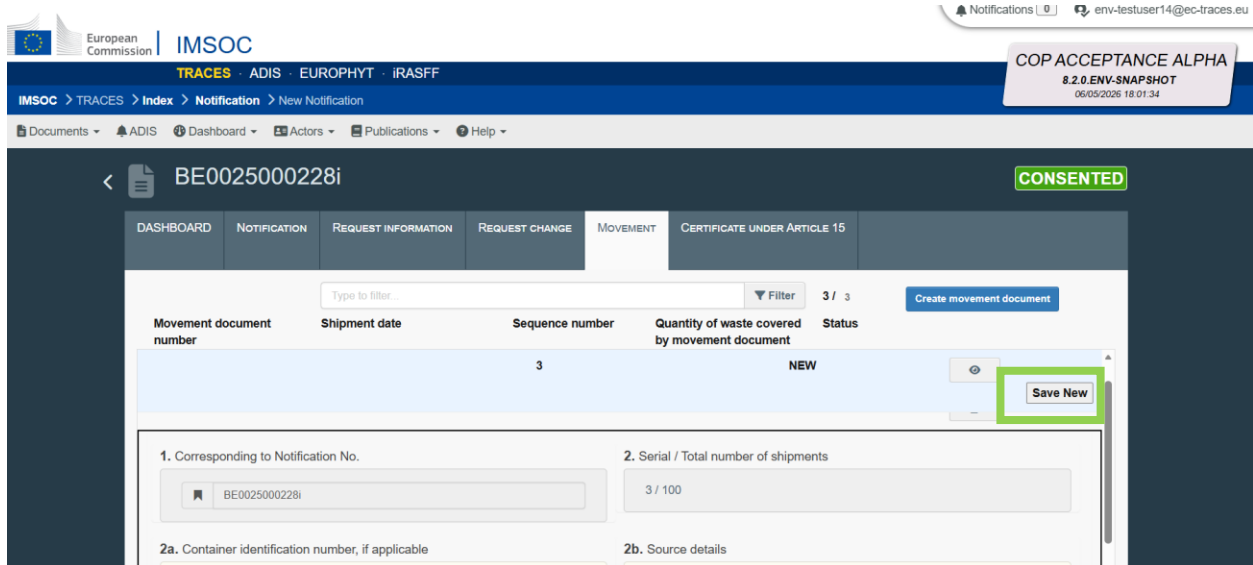 Notifications 0 env-testuser14@ec-traces.eu
European
Commission
IMSOC
COP ACCEPTANCE ALPHA
8.2.0.ENV-SNAPSHOT
06/05/2026 18:01:34
TRACES · ADIS · EUROPHYT · iRASFF
IMSOC > TRACES > Index > Notification > New Notification
Documents ADIS Dashboard Actors Publications Help
BE0025000228i
CONSENTED
DASHBOARD NOTIFICATION REQUEST INFORMATION REQUEST CHANGE MOVEMENT CERTIFICATE UNDER ARTICLE 15
Type to filter... Filter 3 / 3 Create movement document
Movement document number Shipment date Sequence number Quantity of waste covered by movement document Status
3 NEW
Save New
1. Corresponding to Notification No. 2. Serial / Total number of shipments
BE0025000228i 3 / 100
2a. Container identification number, if applicable 2b. Source details